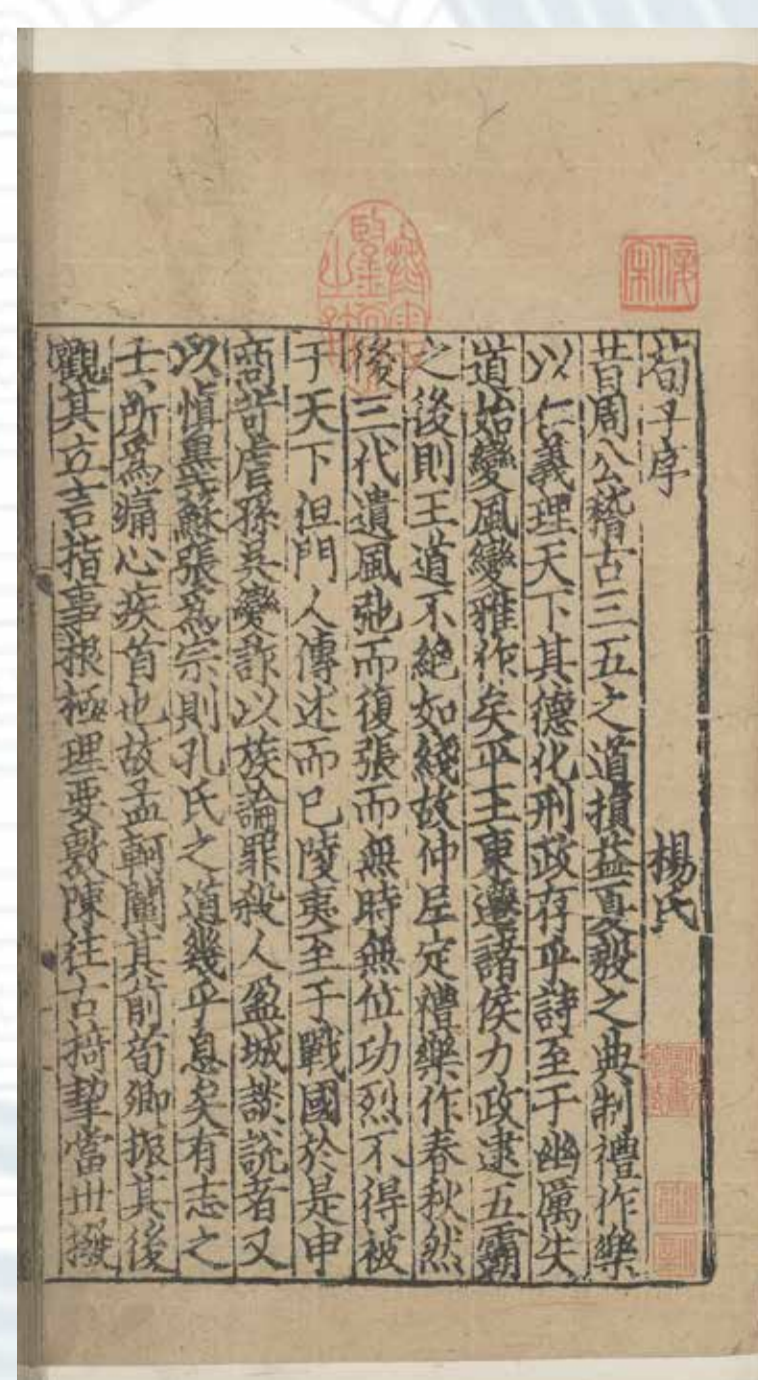 荀子序
楊氏
昔周公稽古三五之道損益夏殷之典制禮作樂
以仁義理天下其德化刑政存乎詩至于幽厲失
道始變風變雅作矣平王東遷諸侯力政逮五霸
之後則王道不絕如綫故仲尼定禮樂作春秋然
後三代遺風弛而復張而無時無位功烈不得被
于天下但門人傳述而已陵夷至于戰國於是申
商苛虐孫吳變詐以族論罪殺人盈城談說者又
以慎墨蘇張爲宗則孔氏之道幾乎息矣有志之
士所爲痛心疾首也故孟軻闢其前荀卿振其後
觀其立言指事根極理要敷陳往古掎挈當世撥